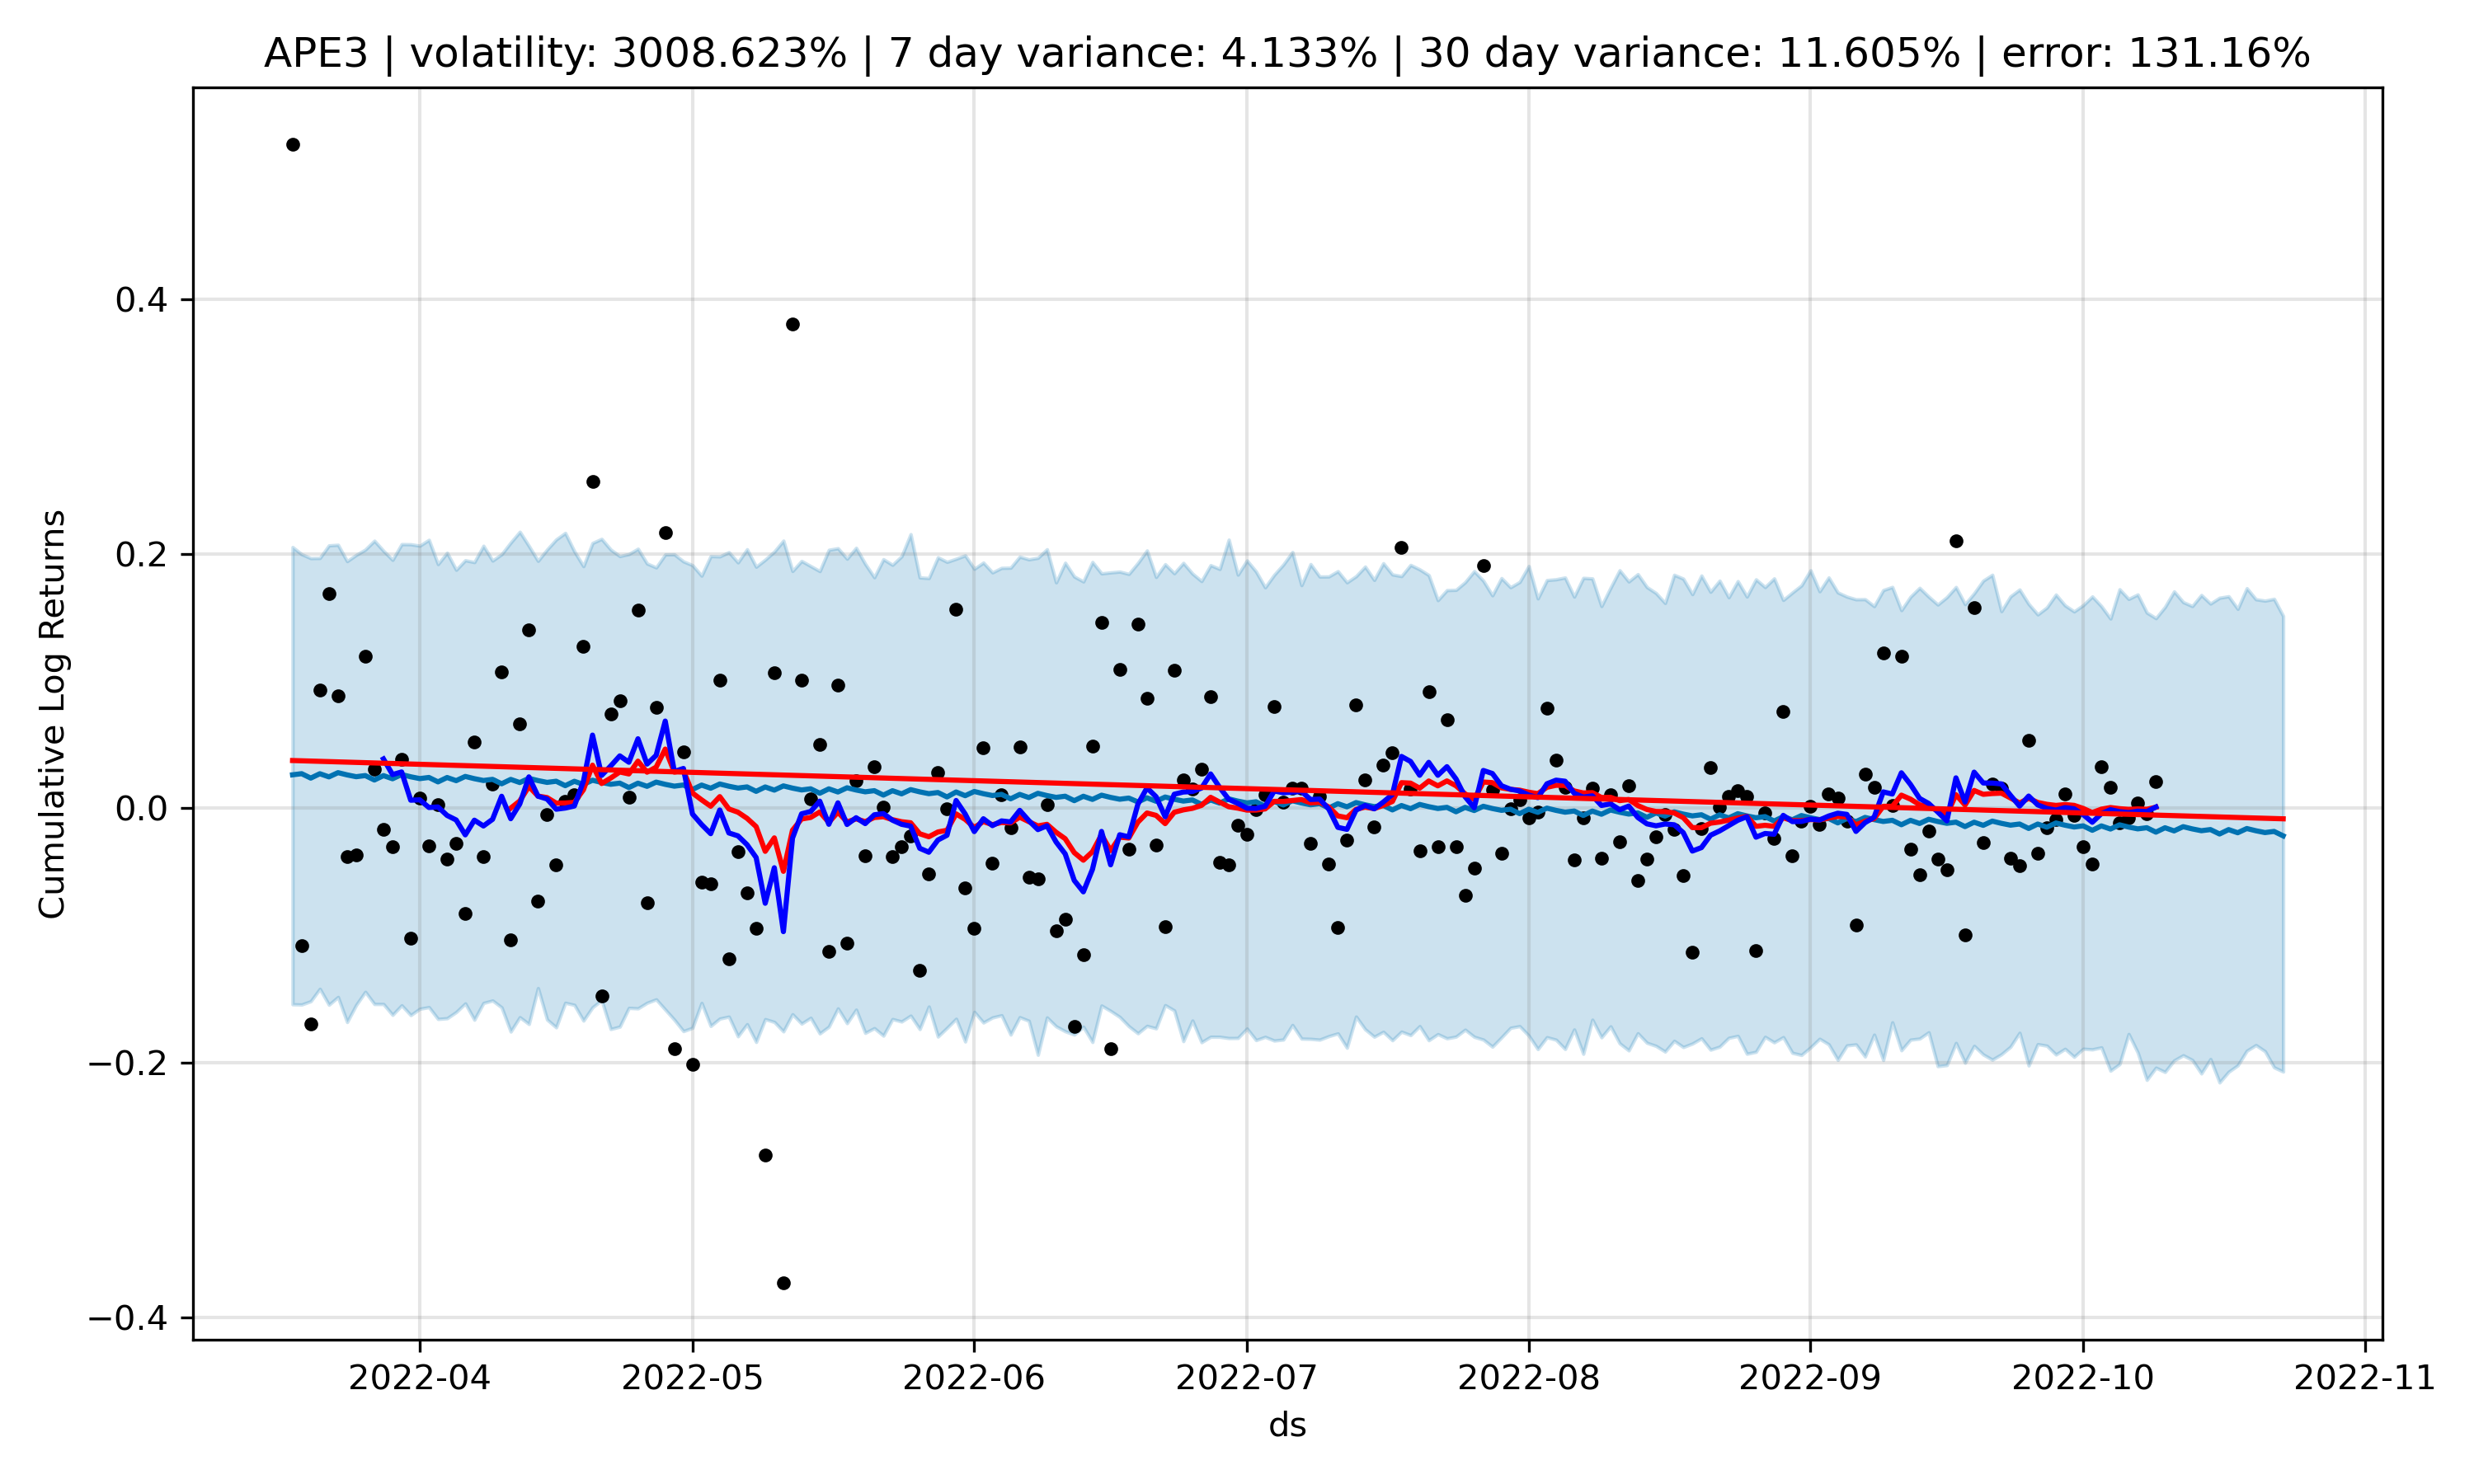 APE3 | volatility: 3008.623% | 7 day variance: 4.133% | 30 day variance: 11.605% | error: 131.16%
Cumulative Log Returns
0.4
0.2
0.0
−0.2
−0.4
2022-04 2022-05 2022-06 2022-07 2022-08 2022-09 2022-10 2022-11
ds